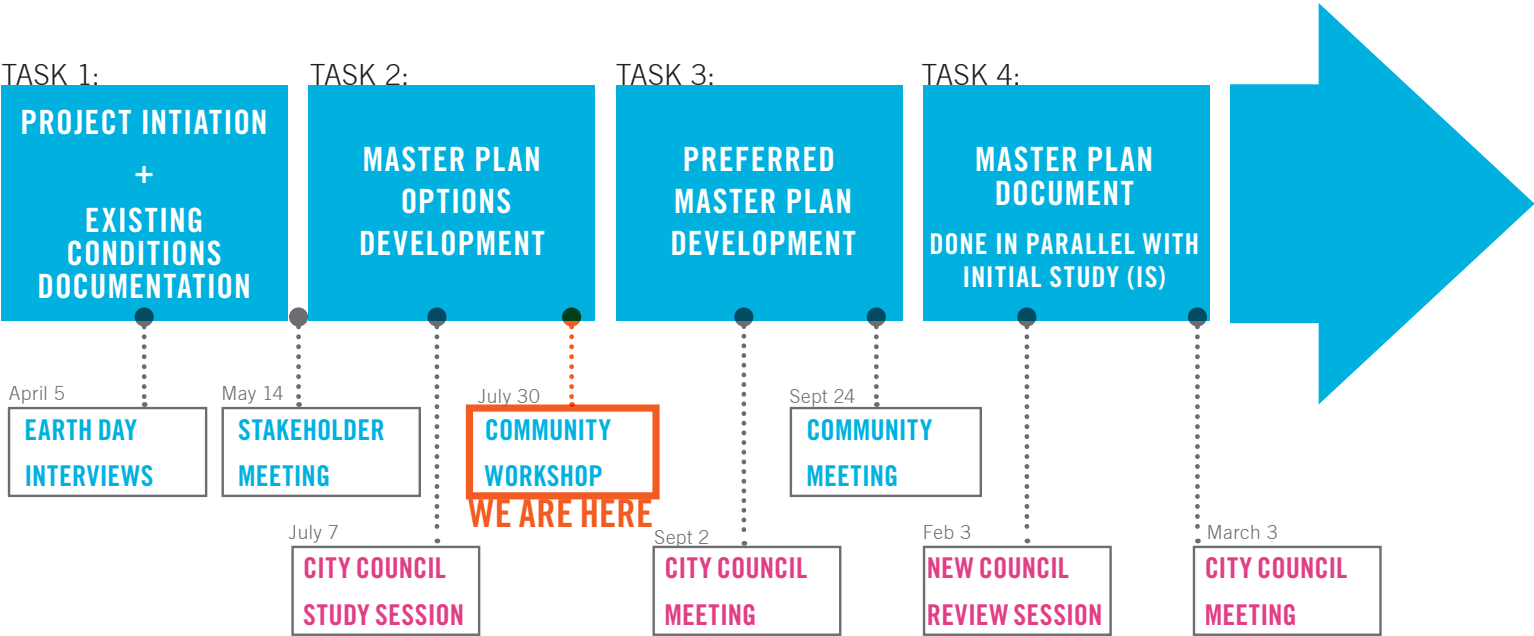 TASK 1:
PROJECT INTIATION
+
EXISTING
CONDITIONS
DOCUMENTATION
TASK 2:
MASTER PLAN
OPTIONS
DEVELOPMENT
TASK 3:
PREFERRED
MASTER PLAN
DEVELOPMENT
TASK 4:
MASTER PLAN
DOCUMENT
DONE IN PARALLEL WITH
INITIAL STUDY (IS)
April 5
EARTH DAY
INTERVIEWS
May 14
STAKEHOLDER
MEETING
July 30
COMMUNITY
WORKSHOP
WE ARE HERE
Sept 24
COMMUNITY
MEETING
July 7
CITY COUNCIL
STUDY SESSION
Sept 2
CITY COUNCIL
MEETING
Feb 3
NEW COUNCIL
REVIEW SESSION
March 3
CITY COUNCIL
MEETING